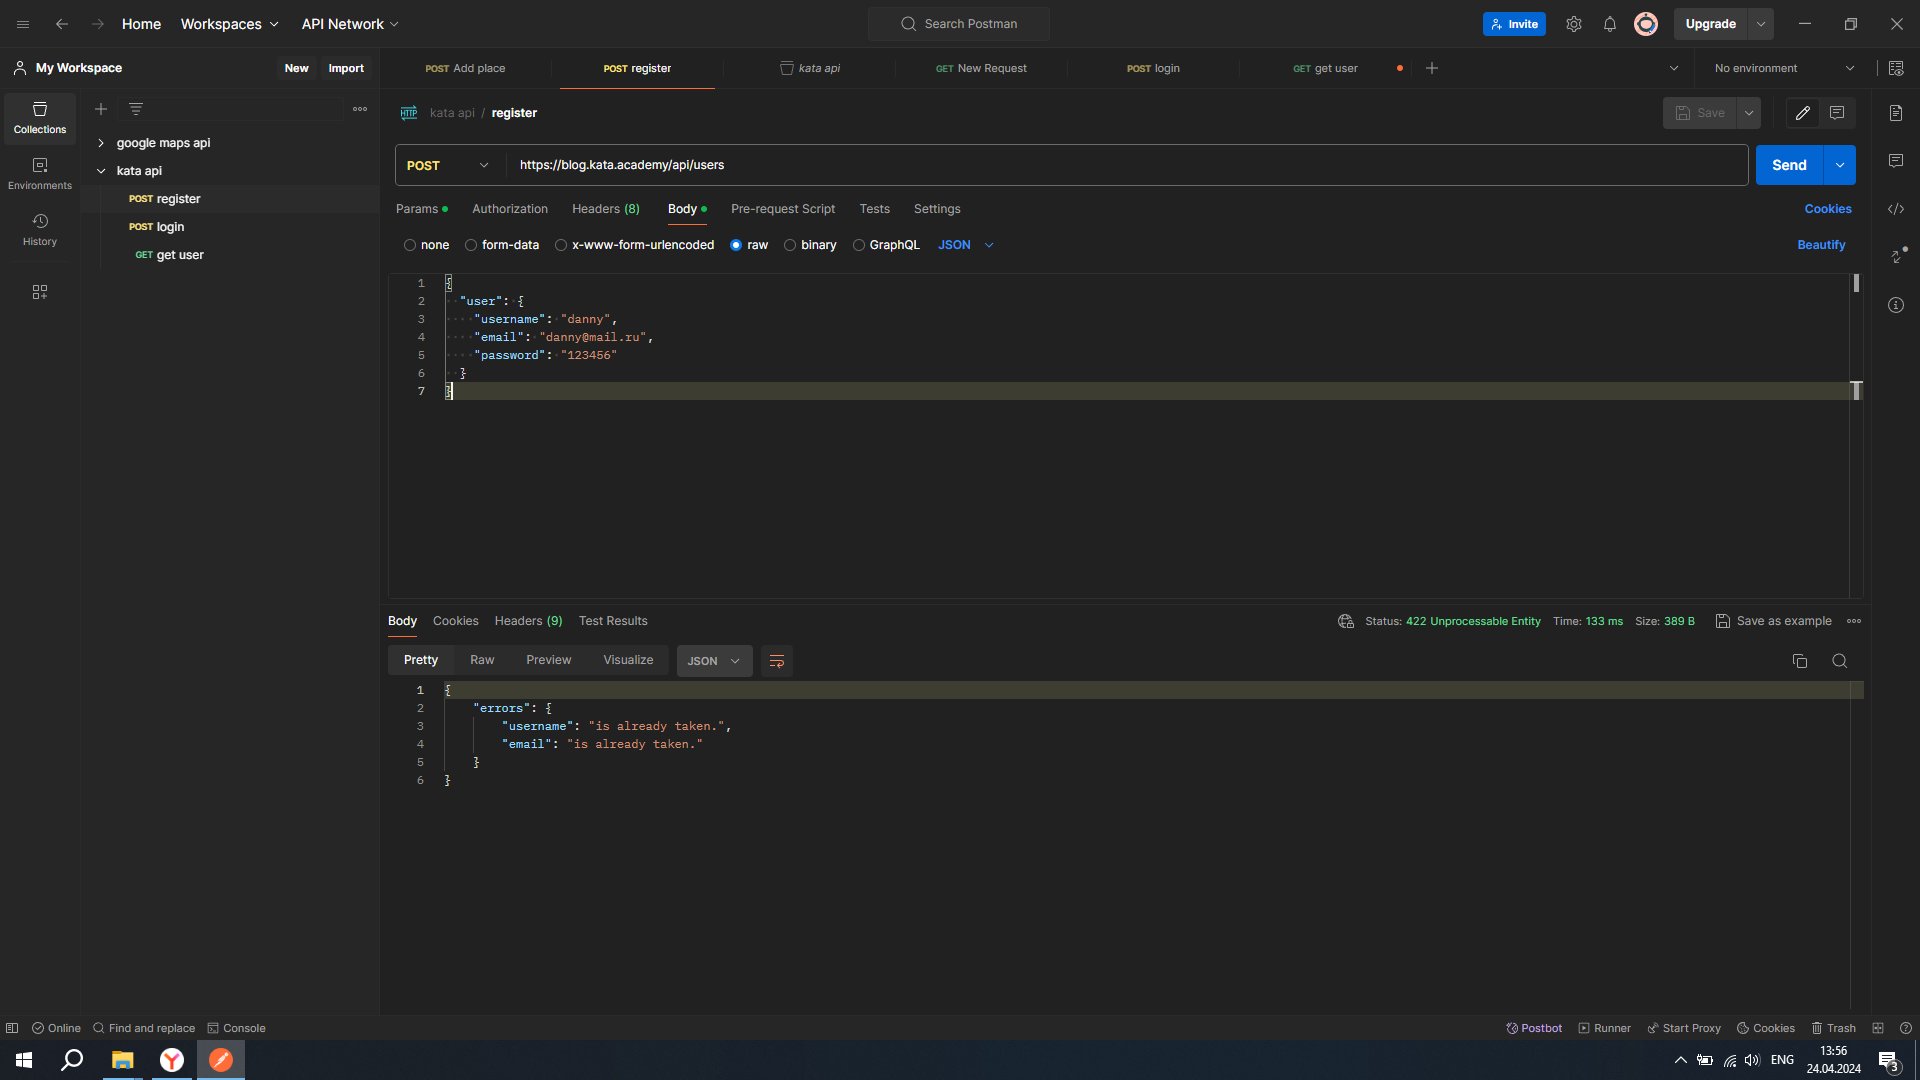 Home Workspaces API Network Search Postman Invite Upgrade
My Workspace New Import POST Add place POST register kata api GET New Request POST login GET get user No environment
Collections
Environments
History
google maps api
kata api
POST register
POST login
GET get user
HTTP kata api / register Save
POST https://blog.kata.academy/api/users Send
Params Authorization Headers (8) Body Pre-request Script Tests Settings Cookies
none form-data x-www-form-urlencoded raw binary GraphQL JSON Beautify
1 {
2 "user": {
3 "username": "danny",
4 "email": "danny@mail.ru",
5 "password": "123456"
6 }
7 }
Body Cookies Headers (9) Test Results Status: 422 Unprocessable Entity Time: 133 ms Size: 389 B Save as example
Pretty Raw Preview Visualize JSON
1 {
2 "errors": {
3 "username": "is already taken.",
4 "email": "is already taken."
5 }
6 }
Online Find and replace Console Postbot Runner Start Proxy Cookies Trash
ENG 13:56
24.04.2024 3